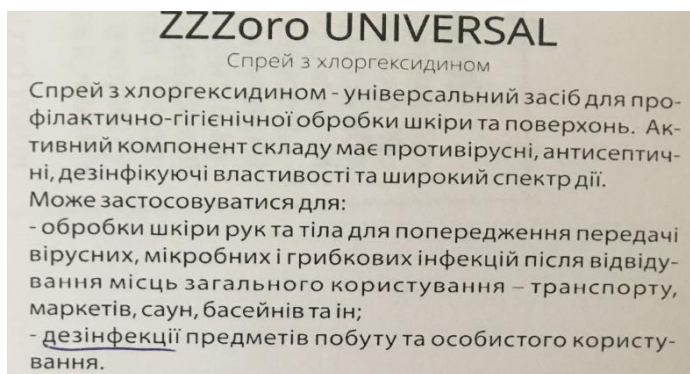 ZZZoro UNIVERSAL
Спрей з хлоргексидином
Спрей з хлоргексидином - універсальний засіб для про-
філактично-гігієнічної обробки шкіри та поверхонь. Ак-
тивний компонент складу має противірусні, антисептич-
ні, дезінфікуючі властивості та широкий спектр дії.
Може застосовуватися для:
- обробки шкіри рук та тіла для попередження передачі
вірусних, мікробних і грибкових інфекцій після відвіду-
вання місць загального користування – транспорту,
маркетів, саун, басейнів та ін;
- дезінфекції предметів побуту та особистого користу-
вання.